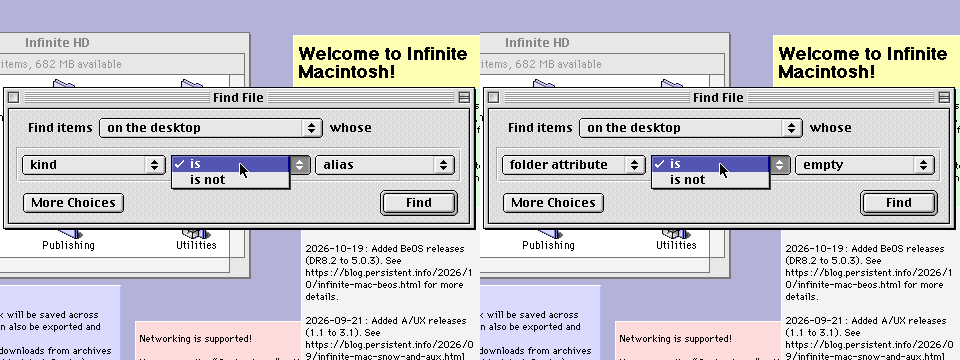 Infinite HD
items, 682 MB available
Welcome to Infinite
Macintosh!
Find File
Find items on the desktop whose
kind ✓ is alias
is not
More Choices Find
Publishing Utilities
2026-10-19: Added BeOS releases
(DR8.2 to 5.0.3). See
https://blog.persistent.info/2026/1
0/infinite-mac-beos.html for more
details.
2026-09-21: Added A/UX releases
(1.1 to 3.1). See
https://blog.persistent.info/2026/0
9/infinite-mac-snow-and-aux.html
k will be saved across
n also be exported and
downloads from archives
Networking is supported!
Infinite HD
items, 682 MB available
Welcome to Infinite
Macintosh!
Find File
Find items on the desktop whose
folder attribute ✓ is empty
is not
More Choices Find
Publishing Utilities
2026-10-19: Added BeOS releases
(DR8.2 to 5.0.3). See
https://blog.persistent.info/2026/1
0/infinite-mac-beos.html for more
details.
2026-09-21: Added A/UX releases
(1.1 to 3.1). See
https://blog.persistent.info/2026/0
9/infinite-mac-snow-and-aux.html
k will be saved across
n also be exported and
downloads from archives
Networking is supported!